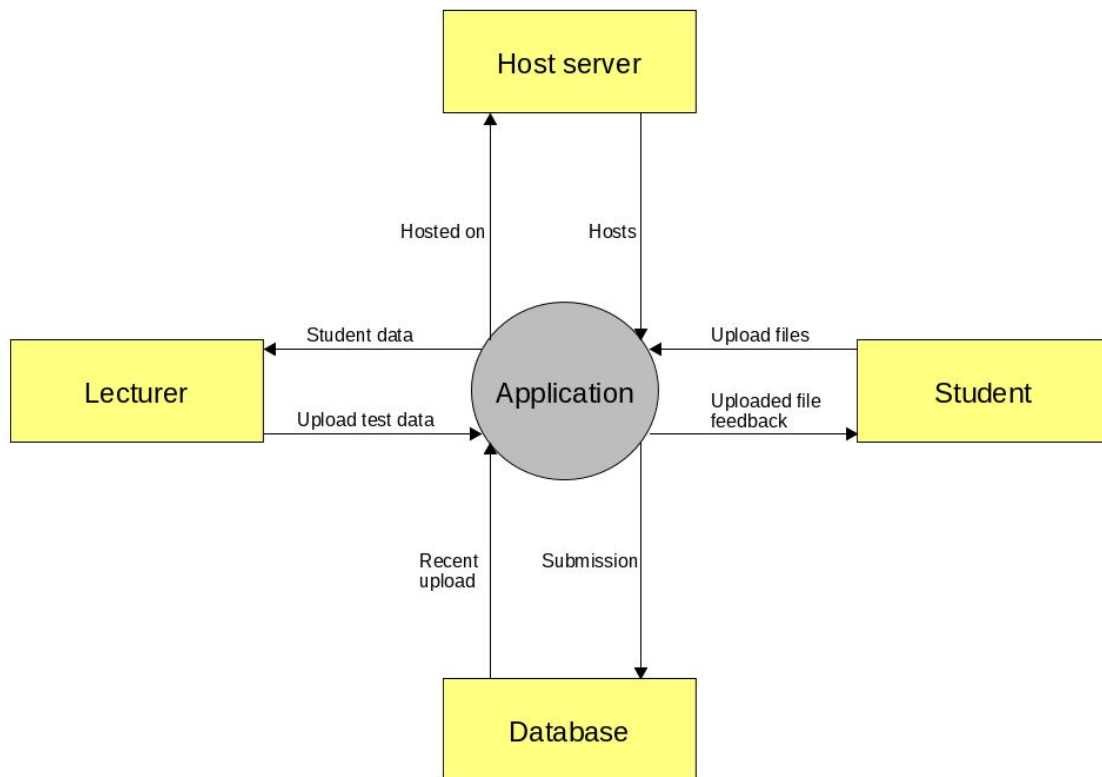 Host server
Hosted on
Hosts
Student data
Upload files
Lecturer
Application
Student
Upload test data
Uploaded file
feedback
Recent
upload
Submission
Database